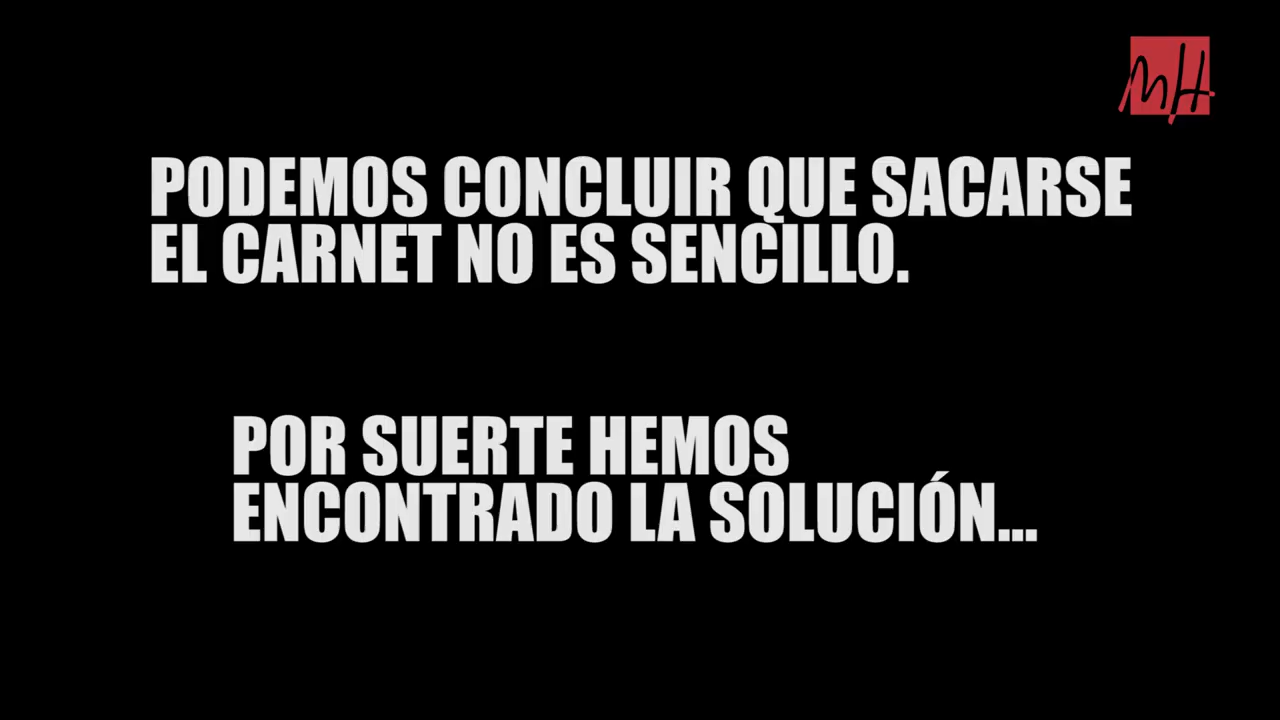 MH
PODEMOS CONCLUIR QUE SACARSE
EL CARNET NO ES SENCILLO.
POR SUERTE HEMOS
ENCONTRADO LA SOLUCIÓN...